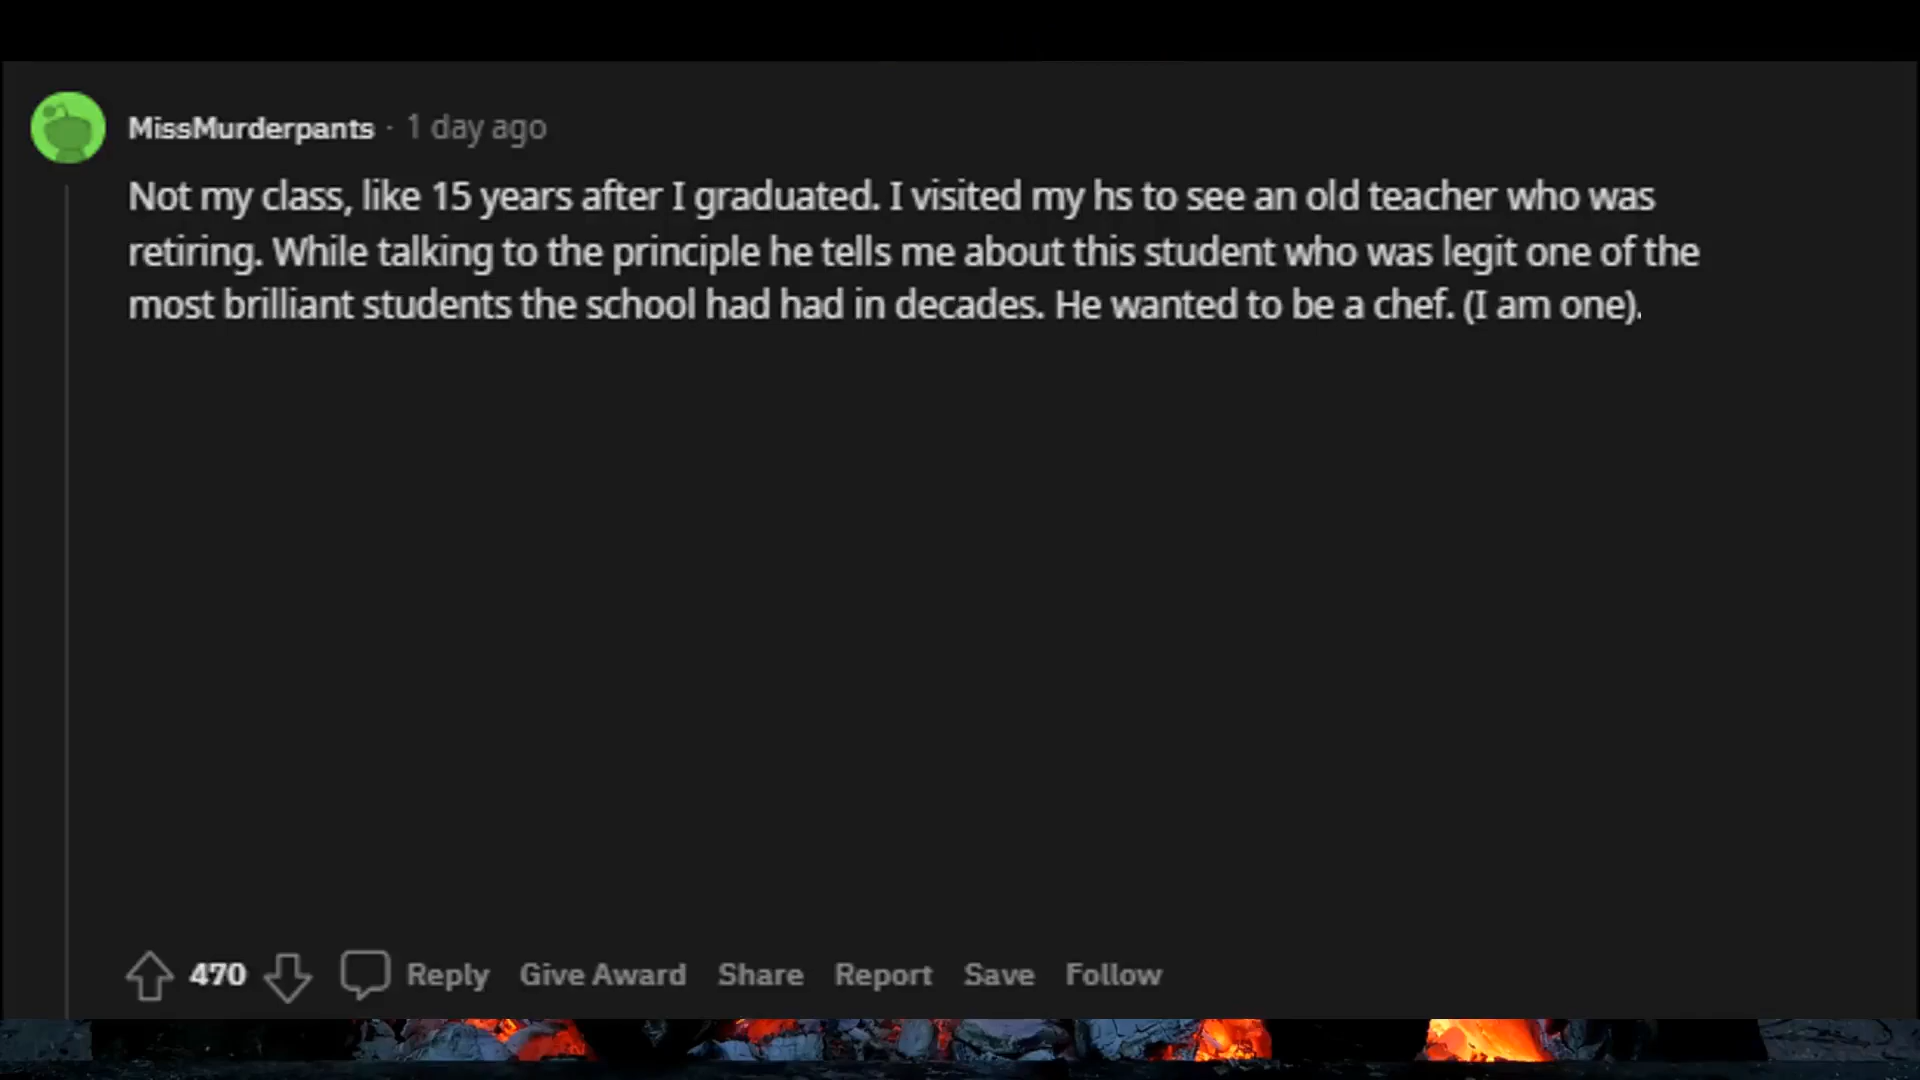 MissMurderpants · 1 day ago
Not my class, like 15 years after I graduated. I visited my hs to see an old teacher who was
retiring. While talking to the principle he tells me about this student who was legit one of the
most brilliant students the school had had in decades. He wanted to be a chef. (I am one).
470 Reply Give Award Share Report Save Follow